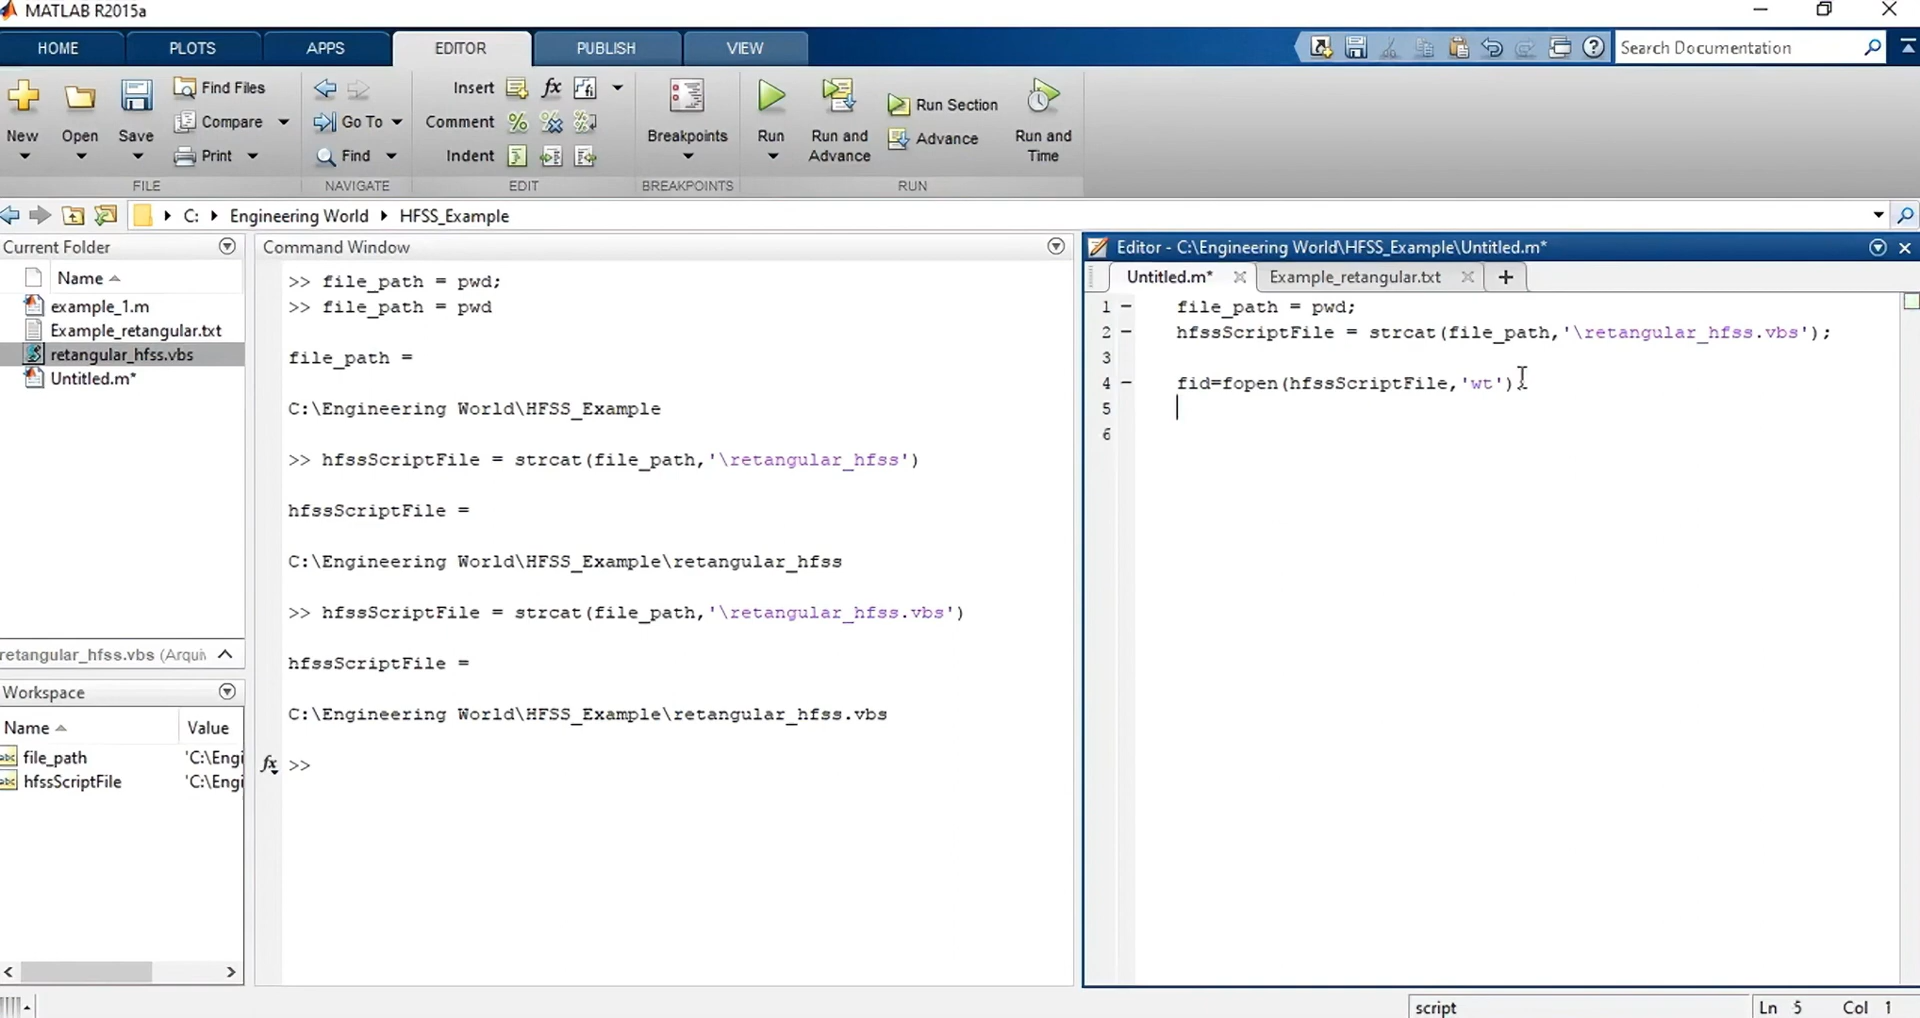 MATLAB R2015a
HOME PLOTS APPS EDITOR PUBLISH VIEW Search Documentation
New Open Save Find Files Compare Print
Go To Find
Insert fx Comment Indent
Breakpoints
Run Run and Advance Run Section Advance Run and Time
FILE NAVIGATE EDIT BREAKPOINTS RUN
C: Engineering World HFSS_Example
Current Folder
Name
example_1.m
Example_retangular.txt
retangular_hfss.vbs
Untitled.m*
retangular_hfss.vbs (Arqui
Workspace
Name Value
file_path 'C:\Engi
hfssScriptFile 'C:\Engi
Command Window
>> file_path = pwd;
>> file_path = pwd
file_path =
C:\Engineering World\HFSS_Example
>> hfssScriptFile = strcat(file_path,'\retangular_hfss')
hfssScriptFile =
C:\Engineering World\HFSS_Example\retangular_hfss
>> hfssScriptFile = strcat(file_path,'\retangular_hfss.vbs')
hfssScriptFile =
C:\Engineering World\HFSS_Example\retangular_hfss.vbs
fx >>
Editor - C:\Engineering World\HFSS_Example\Untitled.m*
Untitled.m* Example_retangular.txt
1 file_path = pwd;
2 hfssScriptFile = strcat(file_path,'\retangular_hfss.vbs');
3
4 fid=fopen(hfssScriptFile,'wt');
5
6
script Ln 5 Col 1